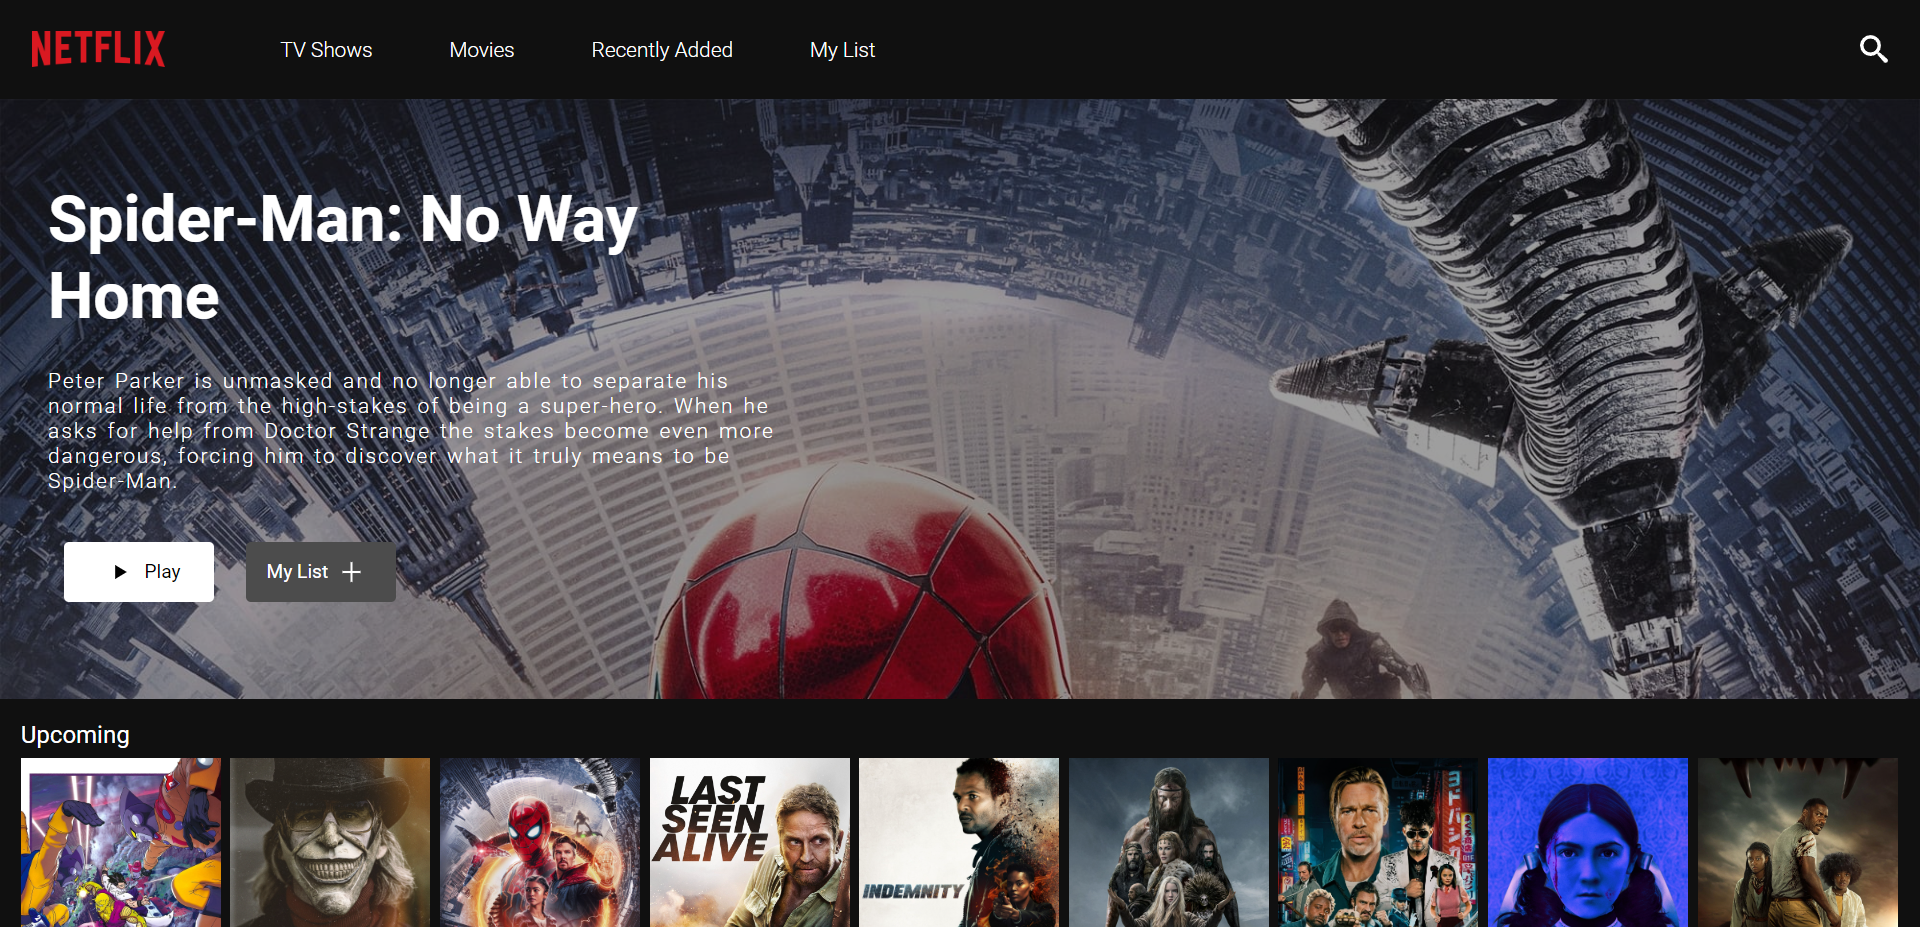 NETFLIX
TV Shows
Movies
Recently Added
My List
Spider-Man: No Way
Home
Peter Parker is unmasked and no longer able to separate his
normal life from the high-stakes of being a super-hero. When he
asks for help from Doctor Strange the stakes become even more
dangerous, forcing him to discover what it truly means to be
Spider-Man.
Play
My List
Upcoming
LAST
SEEN
ALIVE
INDEMNITY